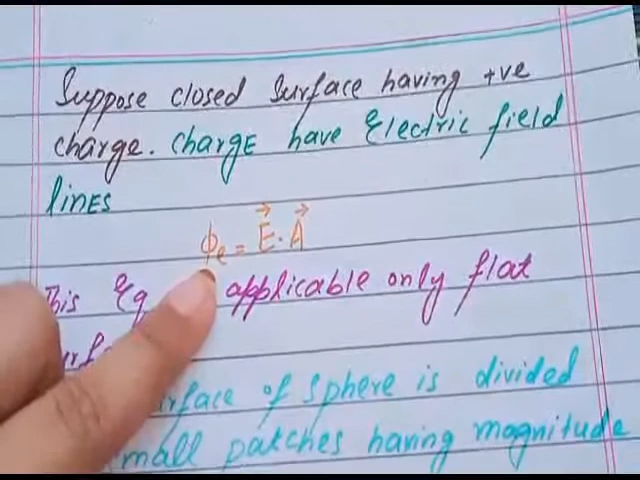 Suppose closed surface having +ve
charge. charge have Electric field
lines
ϕe = E⃗ · A⃗
This Eq applicable only flat
surface of sphere is divided
small patches having magnitude